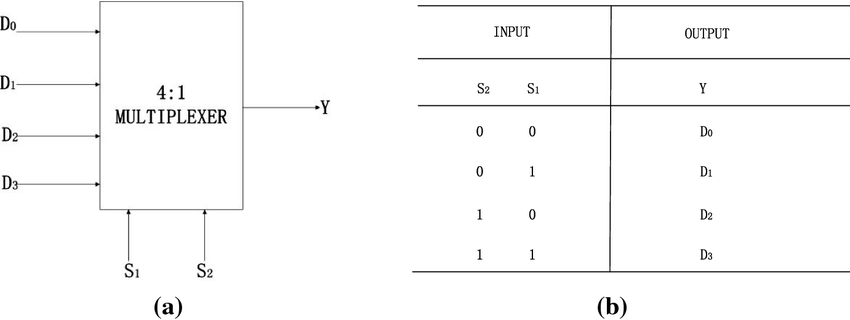 D0
D1
D2
D3
4:1
MULTIPLEXER
Y
S1 S2
(a)
INPUT OUTPUT
S2 S1 Y
0 0 D0
0 1 D1
1 0 D2
1 1 D3
(b)